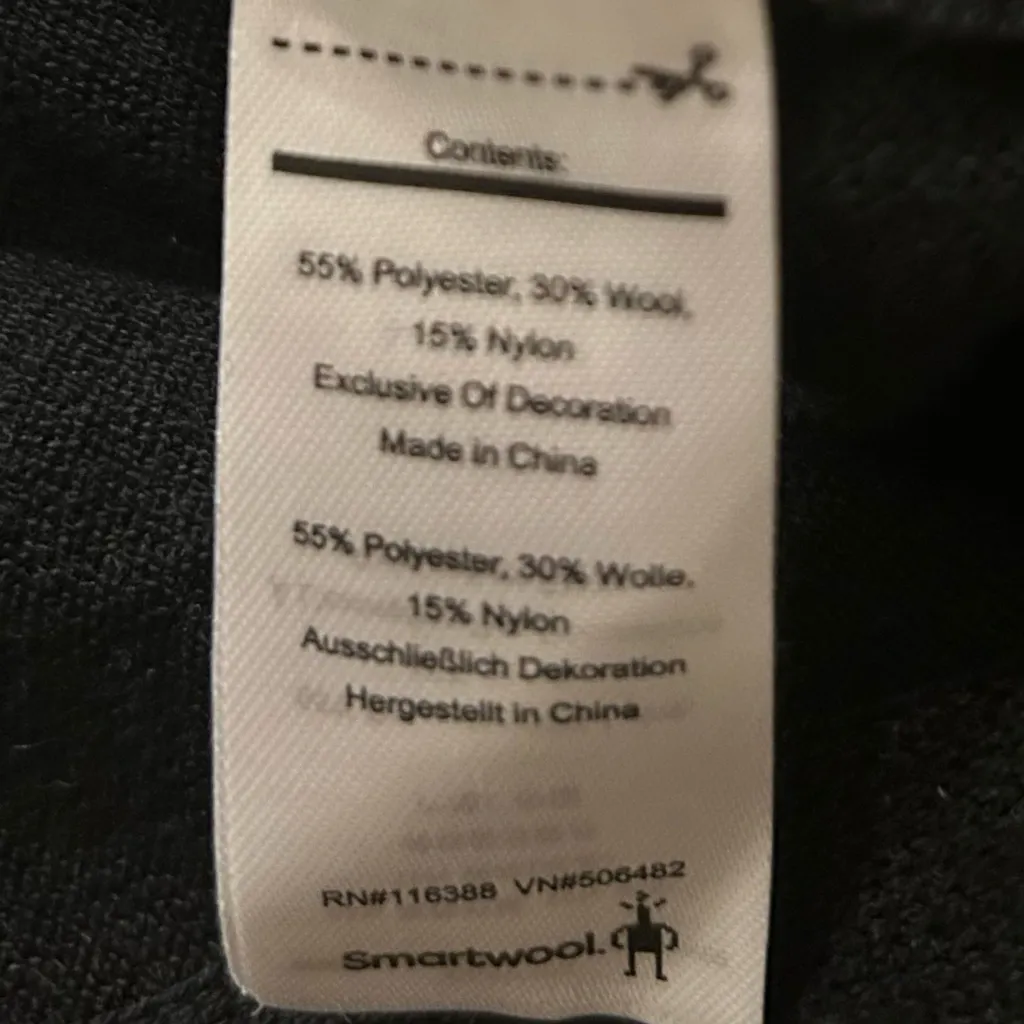 Contents:
55% Polyester, 30% Wool,
15% Nylon
Exclusive Of Decoration
Made in China
55% Polyester, 30% Wolle.
15% Nylon
Ausschließlich Dekoration
Hergestellt in China
RN#116388 VN#506482
smartwool.